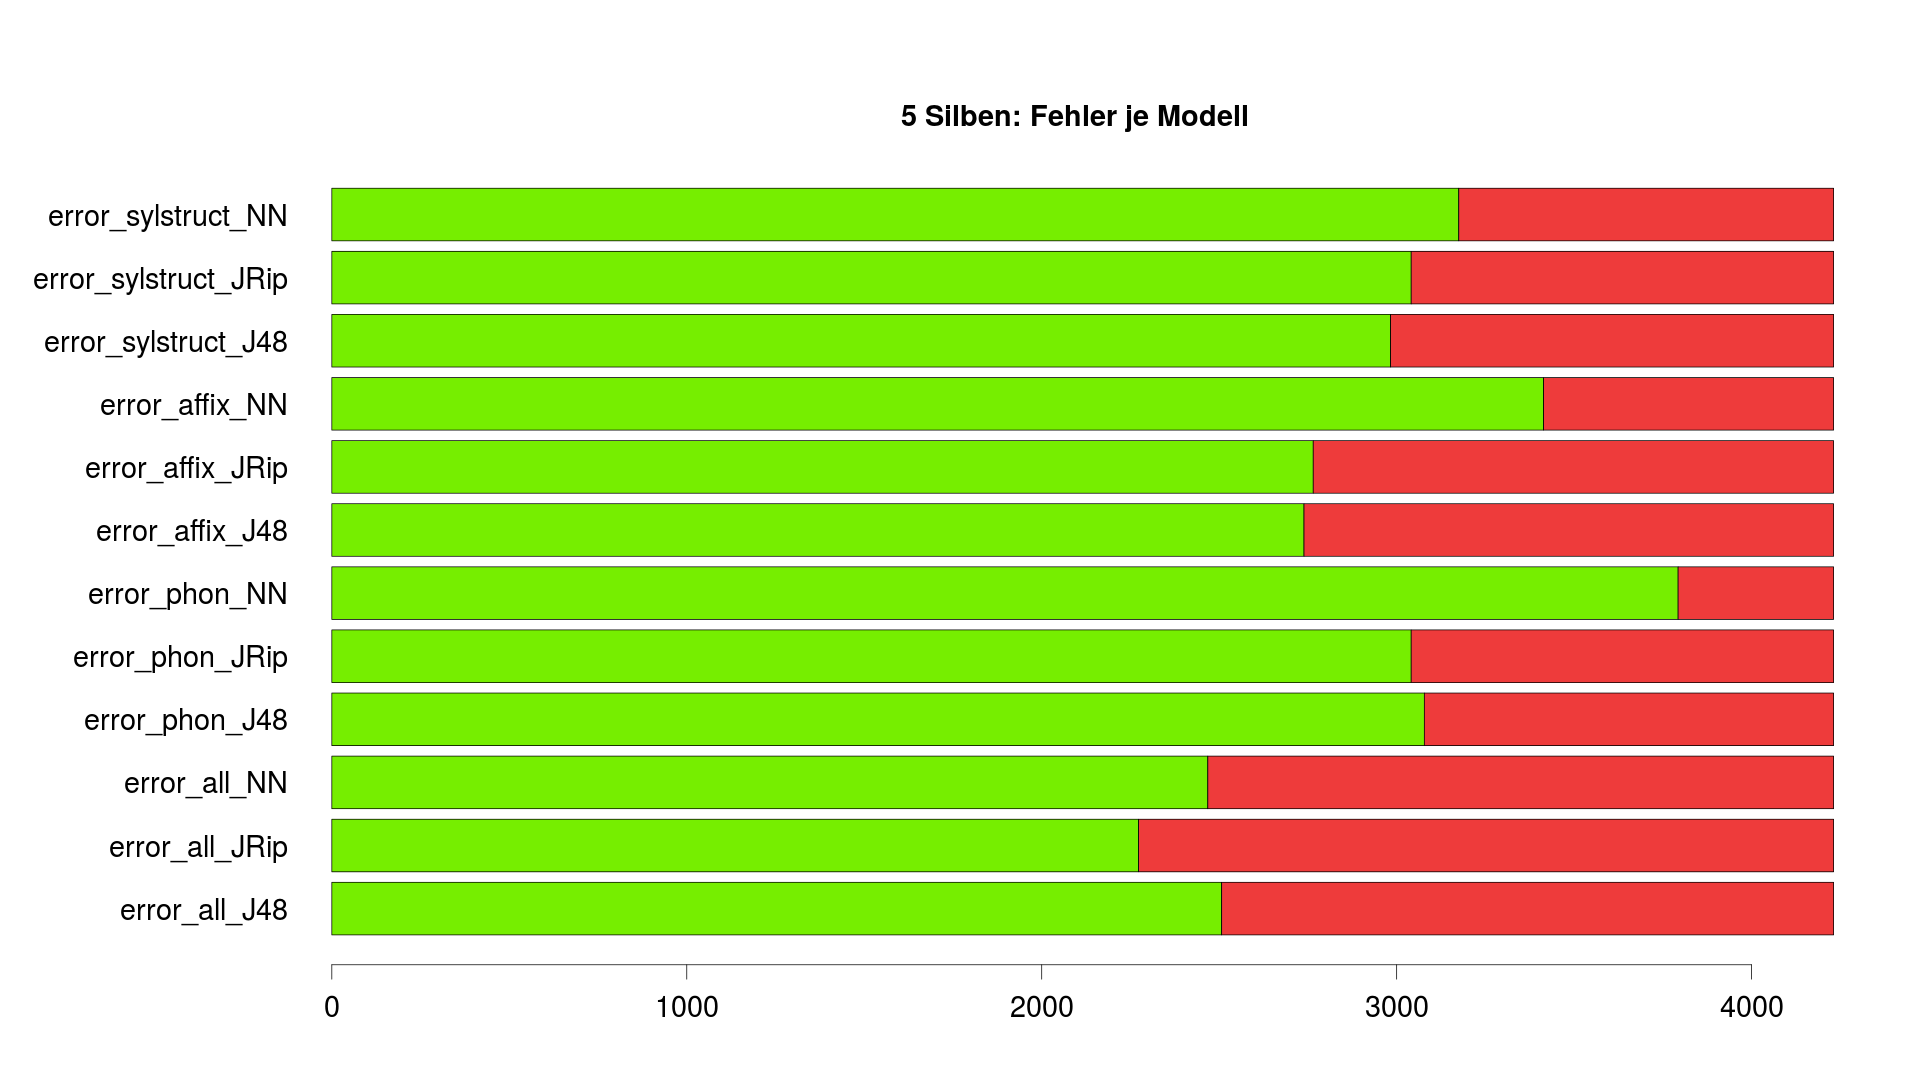 5 Silben: Fehler je Modell
error_sylstruct_NN
error_sylstruct_JRip
error_sylstruct_J48
error_affix_NN
error_affix_JRip
error_affix_J48
error_phon_NN
error_phon_JRip
error_phon_J48
error_all_NN
error_all_JRip
error_all_J48
0 1000 2000 3000 4000